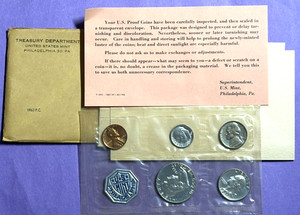 TREASURY DEPARTMENT
UNITED STATES MINT
PHILADELPHIA 30, PA.
Your U.S. Proof Coins have been carefully inspected, and then sealed in
a transparent envelope. This package was designed to prevent or delay tar-
nishing and discoloration. Nevertheless, sooner or later tarnishing may
occur. Care in handling and storing will help to prolong the newly-minted
luster of the coins; heat and direct sunlight are especially harmful.
Please do not ask us to make exchanges or adjustments.
If there should appear—what may seem to you—a defect or scratch on a
coin—it is, no doubt, a crease in the packaging material. We tell you this
to save us both unnecessary correspondence.
Superintendent,
U.S. Mint,
Philadelphia, Pa.